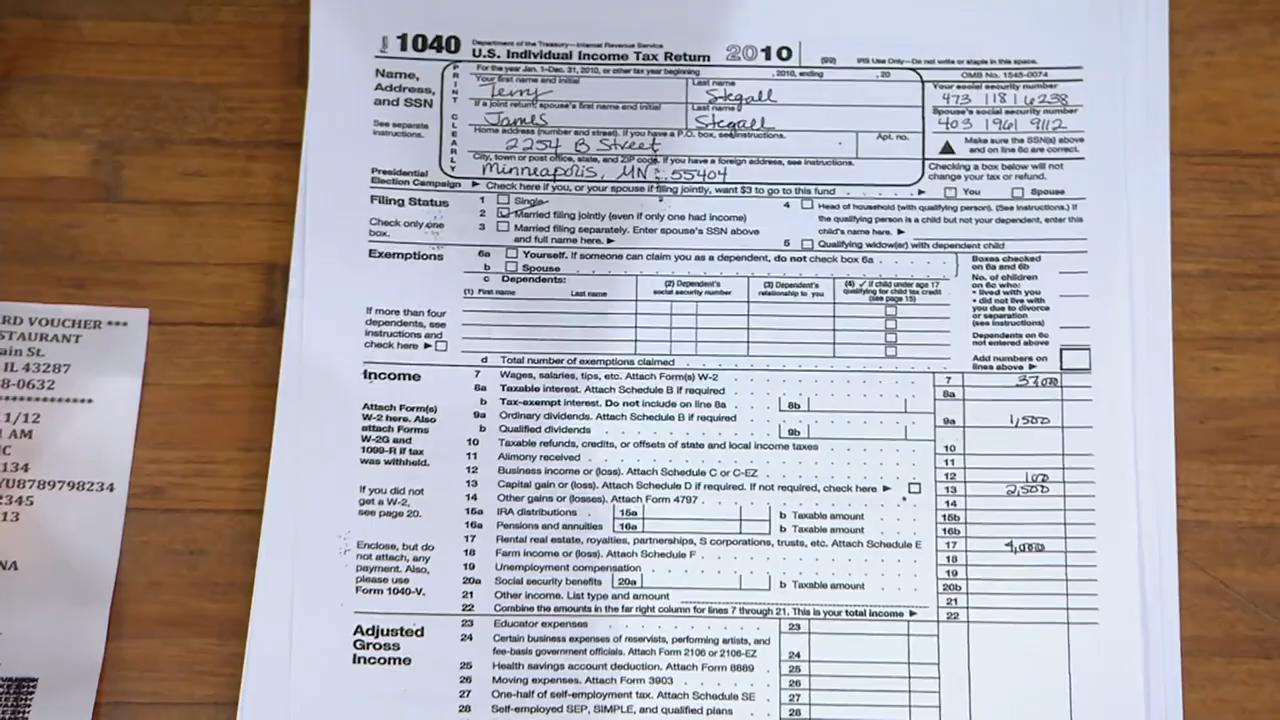 Form 1040 Department of the Treasury—Internal Revenue Service
U.S. Individual Income Tax Return 2010 (99) IRS Use Only—Do not write or staple in this space.
For the year Jan. 1–Dec. 31, 2010, or other tax year beginning , 2010, ending , 20 OMB No. 1545-0074
Name, Address, and SSN
See separate instructions.
PRINT CLEARLY
Your first name and initial Last name Your social security number
Terry Stegall 473 118 6238
If a joint return, spouse's first name and initial Last name Spouse's social security number
James Stegall 403 1961 9112
Home address (number and street). If you have a P.O. box, see instructions. Apt. no.
2254 B Street
Make sure the SSN(s) above and on line 6c are correct.
City, town or post office, state, and ZIP code. If you have a foreign address, see instructions.
Minneapolis, MN 55404
Checking a box below will not change your tax or refund.
Presidential Election Campaign ▶ Check here if you, or your spouse if filing jointly, want $3 to go to this fund ▶ You Spouse
Filing Status
Check only one box.
1 Single
2 Married filing jointly (even if only one had income)
3 Married filing separately. Enter spouse's SSN above and full name here. ▶
4 Head of household (with qualifying person). (See instructions.) If the qualifying person is a child but not your dependent, enter this child's name here. ▶
5 Qualifying widow(er) with dependent child
Exemptions
6a Yourself. If someone can claim you as a dependent, do not check box 6a
b Spouse
c Dependents:
(1) First name Last name
(2) Dependent's social security number
(3) Dependent's relationship to you
(4) ✓ if child under age 17 qualifying for child tax credit (see page 15)
If more than four dependents, see instructions and check here ▶
d Total number of exemptions claimed
Boxes checked on 6a and 6b
No. of children on 6c who:
• lived with you
• did not live with you due to divorce or separation (see instructions)
Dependents on 6c not entered above
Add numbers on lines above ▶
Income
Attach Form(s) W-2 here. Also attach Forms W-2G and 1099-R if tax was withheld.
If you did not get a W-2, see page 20.
Enclose, but do not attach, any payment. Also, please use Form 1040-V.
7 Wages, salaries, tips, etc. Attach Form(s) W-2 7
8a Taxable interest. Attach Schedule B if required 8a
b Tax-exempt interest. Do not include on line 8a 8b
9a Ordinary dividends. Attach Schedule B if required 9a 1,500
b Qualified dividends 9b
10 Taxable refunds, credits, or offsets of state and local income taxes 10
11 Alimony received 11
12 Business income or (loss). Attach Schedule C or C-EZ 12 100
13 Capital gain or (loss). Attach Schedule D if required. If not required, check here ▶ 13 2,500
14 Other gains or (losses). Attach Form 4797 14
15a IRA distributions 15a b Taxable amount 15b
16a Pensions and annuities 16a b Taxable amount 16b
17 Rental real estate, royalties, partnerships, S corporations, trusts, etc. Attach Schedule E 17 4,000
18 Farm income or (loss). Attach Schedule F 18
19 Unemployment compensation 19
20a Social security benefits 20a b Taxable amount 20b
21 Other income. List type and amount 21
22 Combine the amounts in the far right column for lines 7 through 21. This is your total income ▶ 22
Adjusted Gross Income
23 Educator expenses 23
24 Certain business expenses of reservists, performing artists, and fee-basis government officials. Attach Form 2106 or 2106-EZ 24
25 Health savings account deduction. Attach Form 8889 25
26 Moving expenses. Attach Form 3903 26
27 One-half of self-employment tax. Attach Schedule SE 27
28 Self-employed SEP, SIMPLE, and qualified plans 28
RD VOUCHER ***
STAURANT
ain St.
IL 43287
8-0632
**************
1/12
AM
C
134
YU8789798234
2345
13
NA